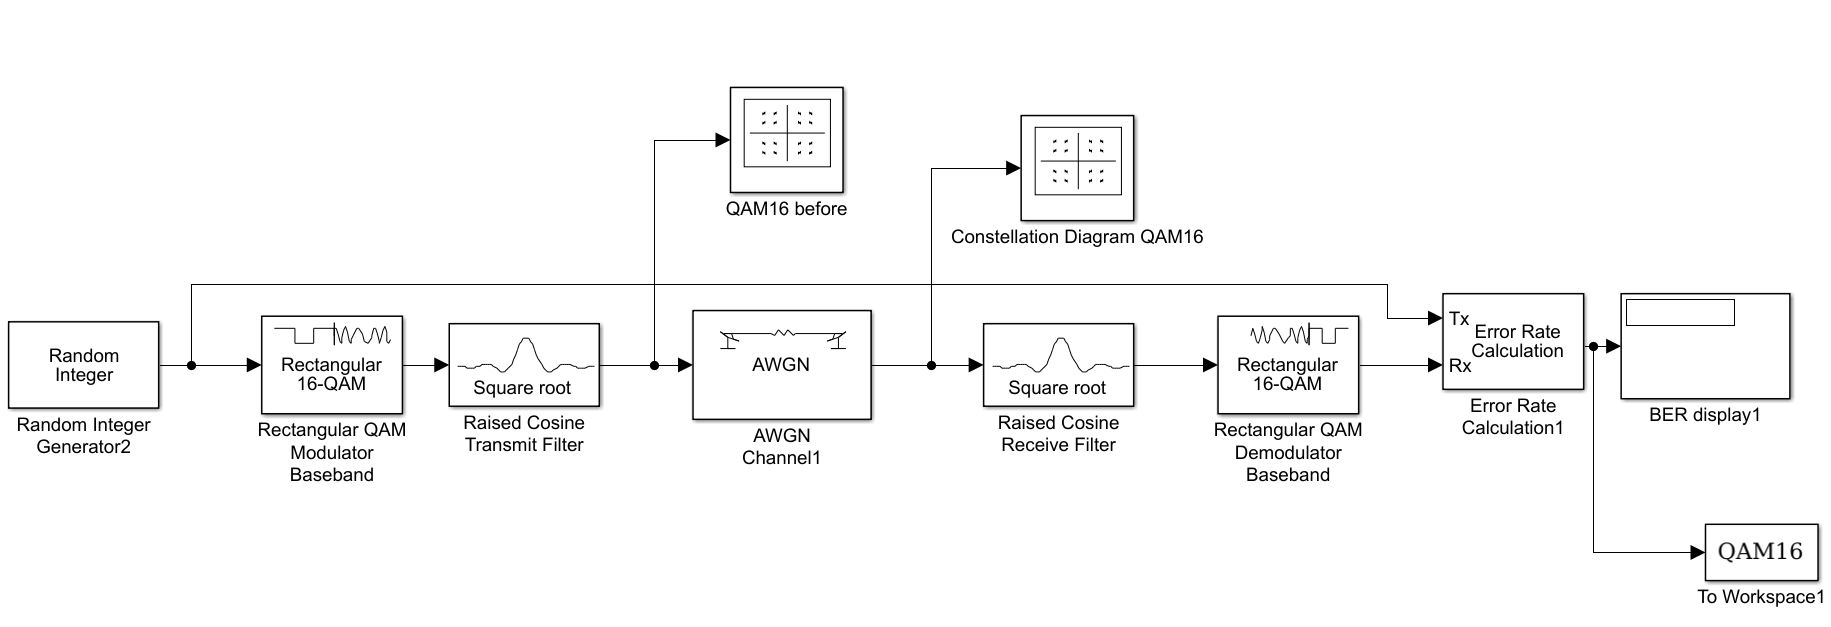 QAM16 before
Constellation Diagram QAM16
Random
Integer
Random Integer
Generator2
Rectangular
16-QAM
Rectangular QAM
Modulator
Baseband
Square root
Raised Cosine
Transmit Filter
AWGN
AWGN
Channel1
Square root
Raised Cosine
Receive Filter
Rectangular
16-QAM
Rectangular QAM
Demodulator
Baseband
Tx
Rx
Error Rate
Calculation
Error Rate
Calculation1
BER display1
QAM16
To Workspace1